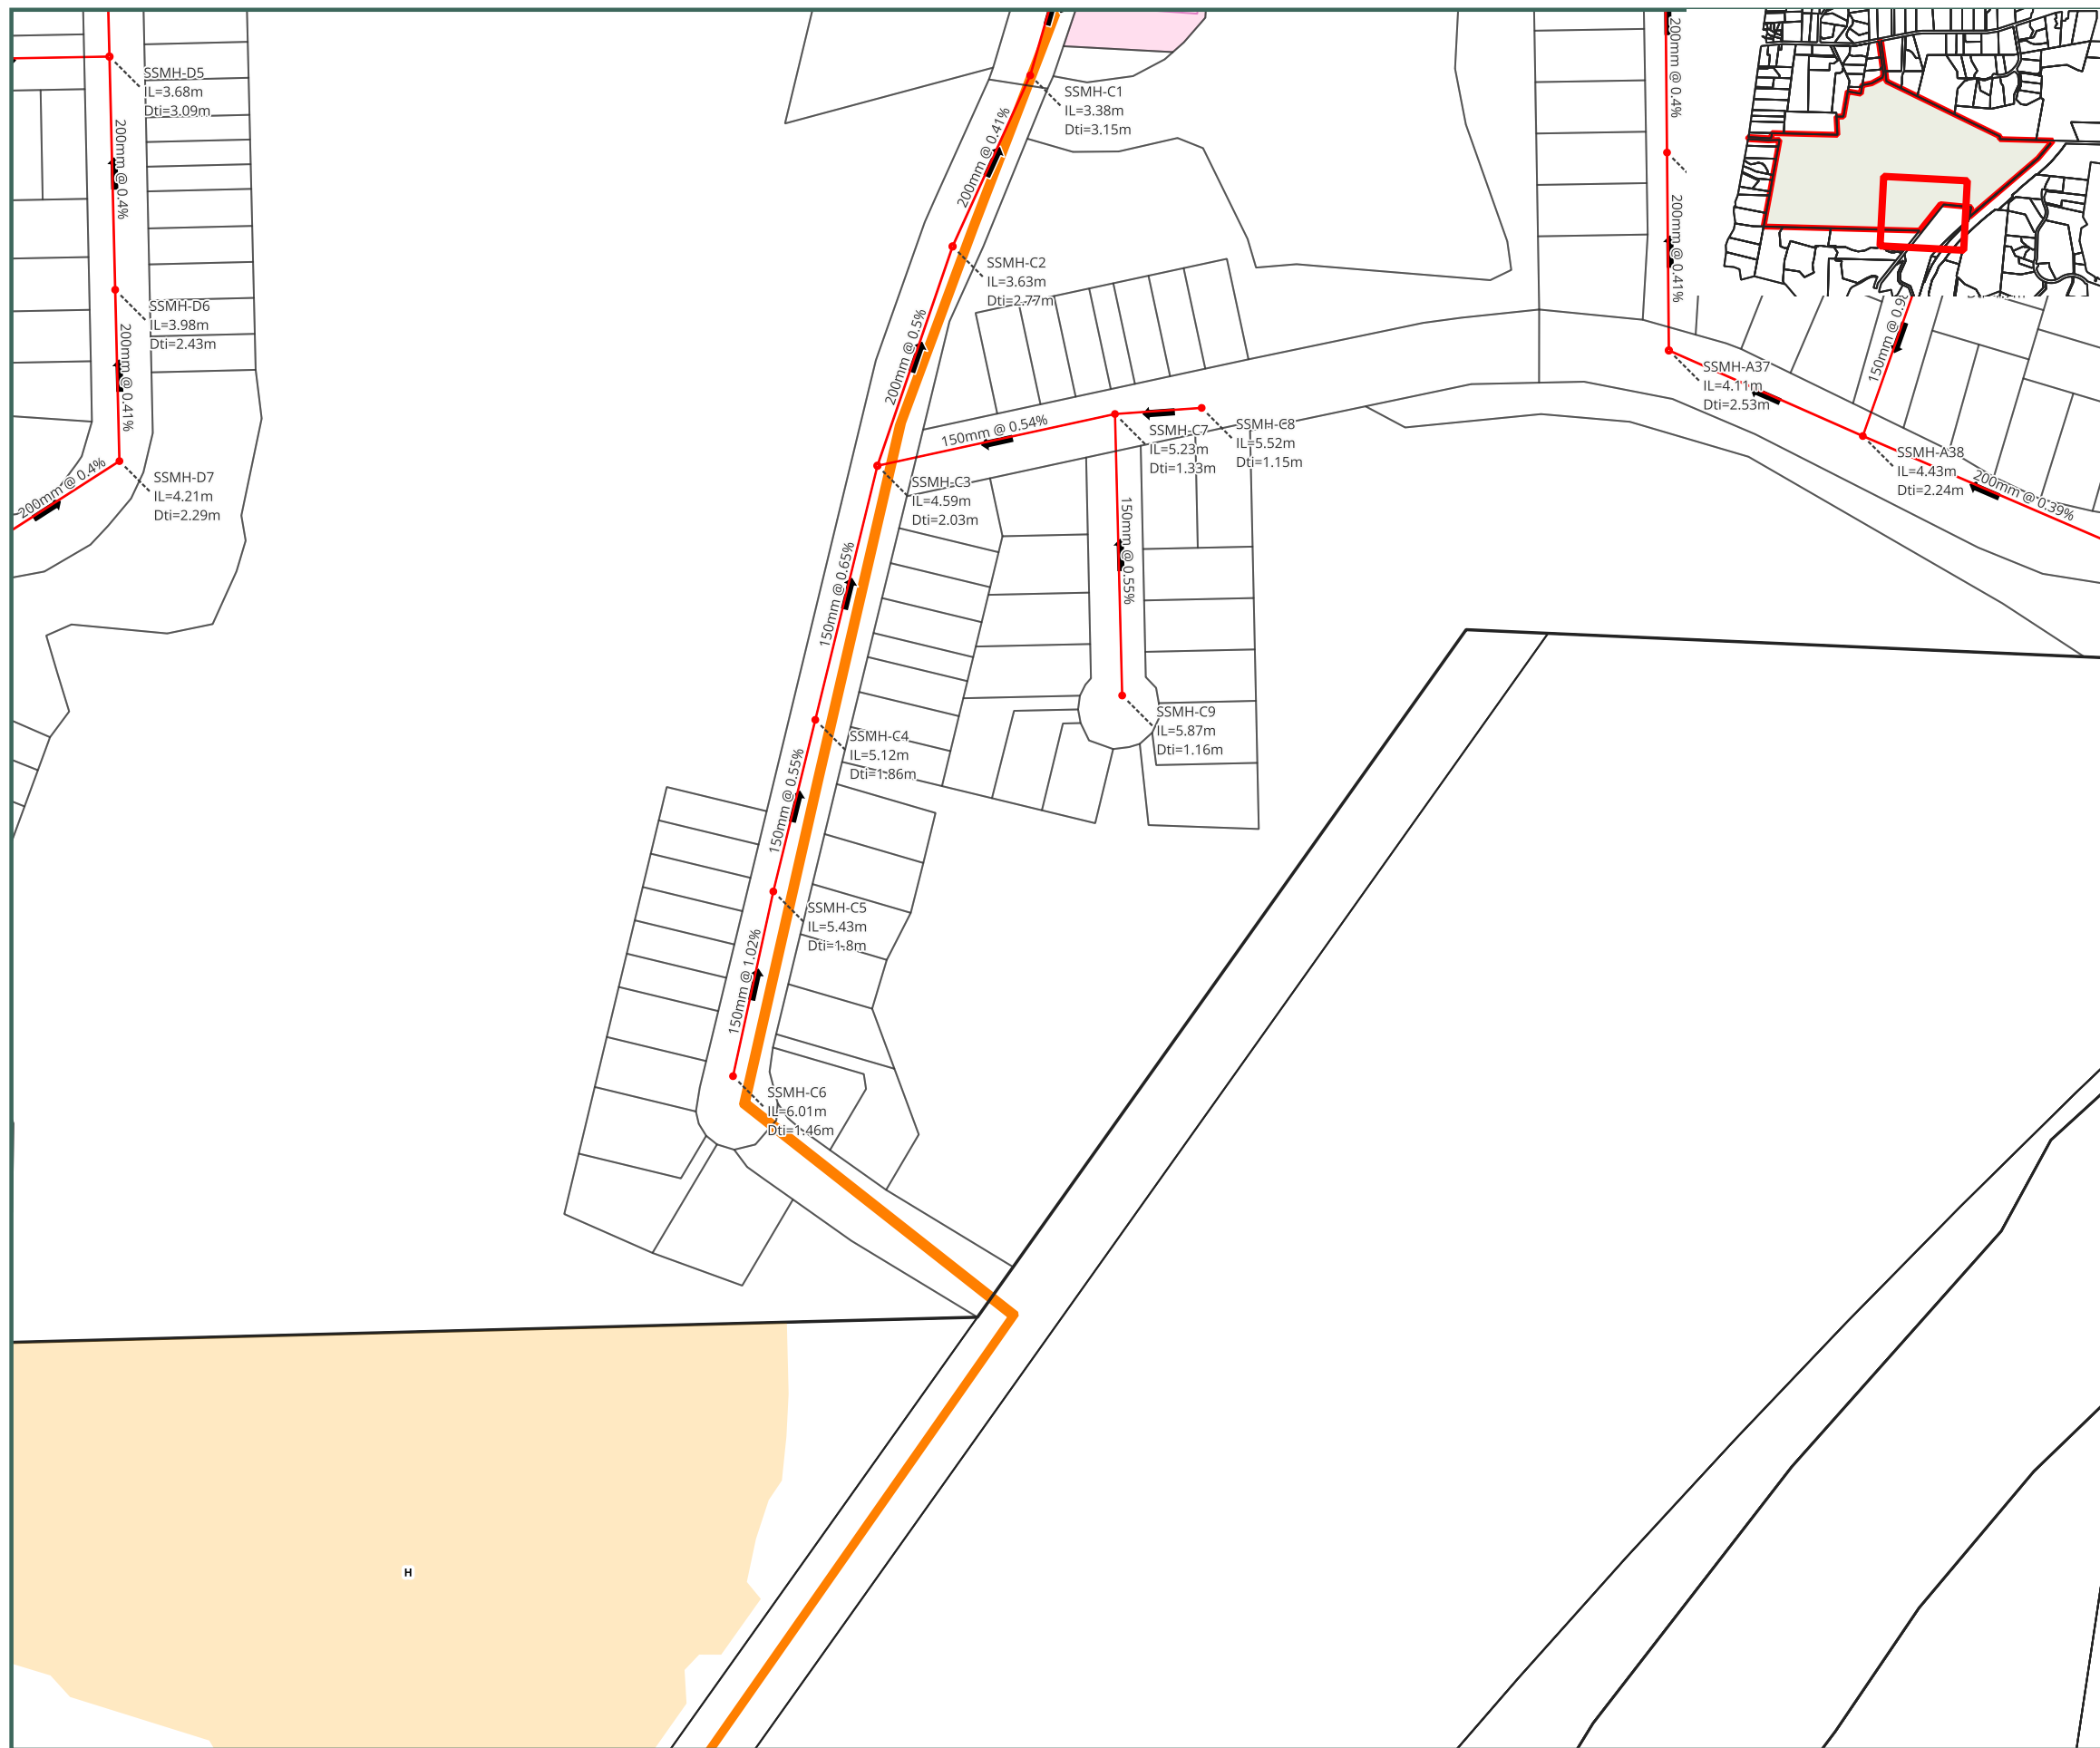 SSMH-D5
IL=3.68m
Dti=3.09m
200mm @ 0.4%
SSMH-D6
IL=3.98m
Dti=2.43m
200mm @ 0.41%
SSMH-D7
IL=4.21m
Dti=2.29m
200mm @ 0.4%
SSMH-C1
IL=3.38m
Dti=3.15m
200mm @ 0.41%
SSMH-C2
IL=3.63m
Dti=2.77m
200mm @ 0.5%
150mm @ 0.54%
SSMH-C7
IL=5.23m
Dti=1.33m
SSMH-C8
IL=5.52m
Dti=1.15m
SSMH-C3
IL=4.59m
Dti=2.03m
150mm @ 0.65%
150mm @ 0.55%
SSMH-C9
IL=5.87m
Dti=1.16m
SSMH-C4
IL=5.12m
Dti=1.86m
150mm @ 0.55%
SSMH-C5
IL=5.43m
Dti=1.8m
150mm @ 1.02%
SSMH-C6
IL=6.01m
Dti=1.46m
200mm @ 0.4%
200mm @ 0.41%
SSMH-A37
IL=4.11m
Dti=2.53m
150mm @
SSMH-A38
IL=4.43m
Dti=2.24m
200mm @ 0.39%
H